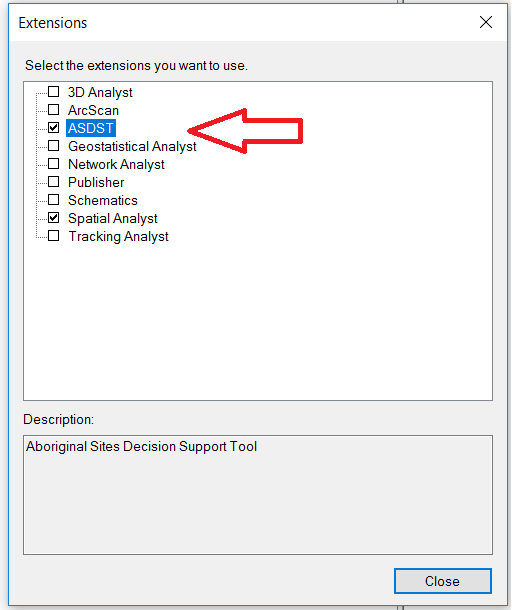 Extensions
Select the extensions you want to use.
3D Analyst
ArcScan
ASDST
Geostatistical Analyst
Network Analyst
Publisher
Schematics
Spatial Analyst
Tracking Analyst
Description:
Aboriginal Sites Decision Support Tool
Close